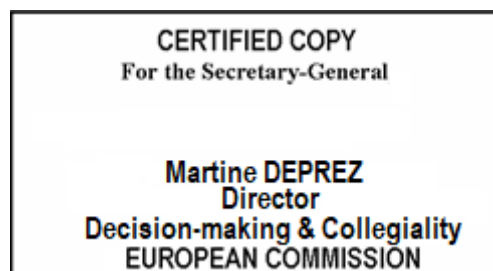 CERTIFIED COPY
For the Secretary-General
Martine DEPREZ
Director
Decision-making & Collegiality
EUROPEAN COMMISSION